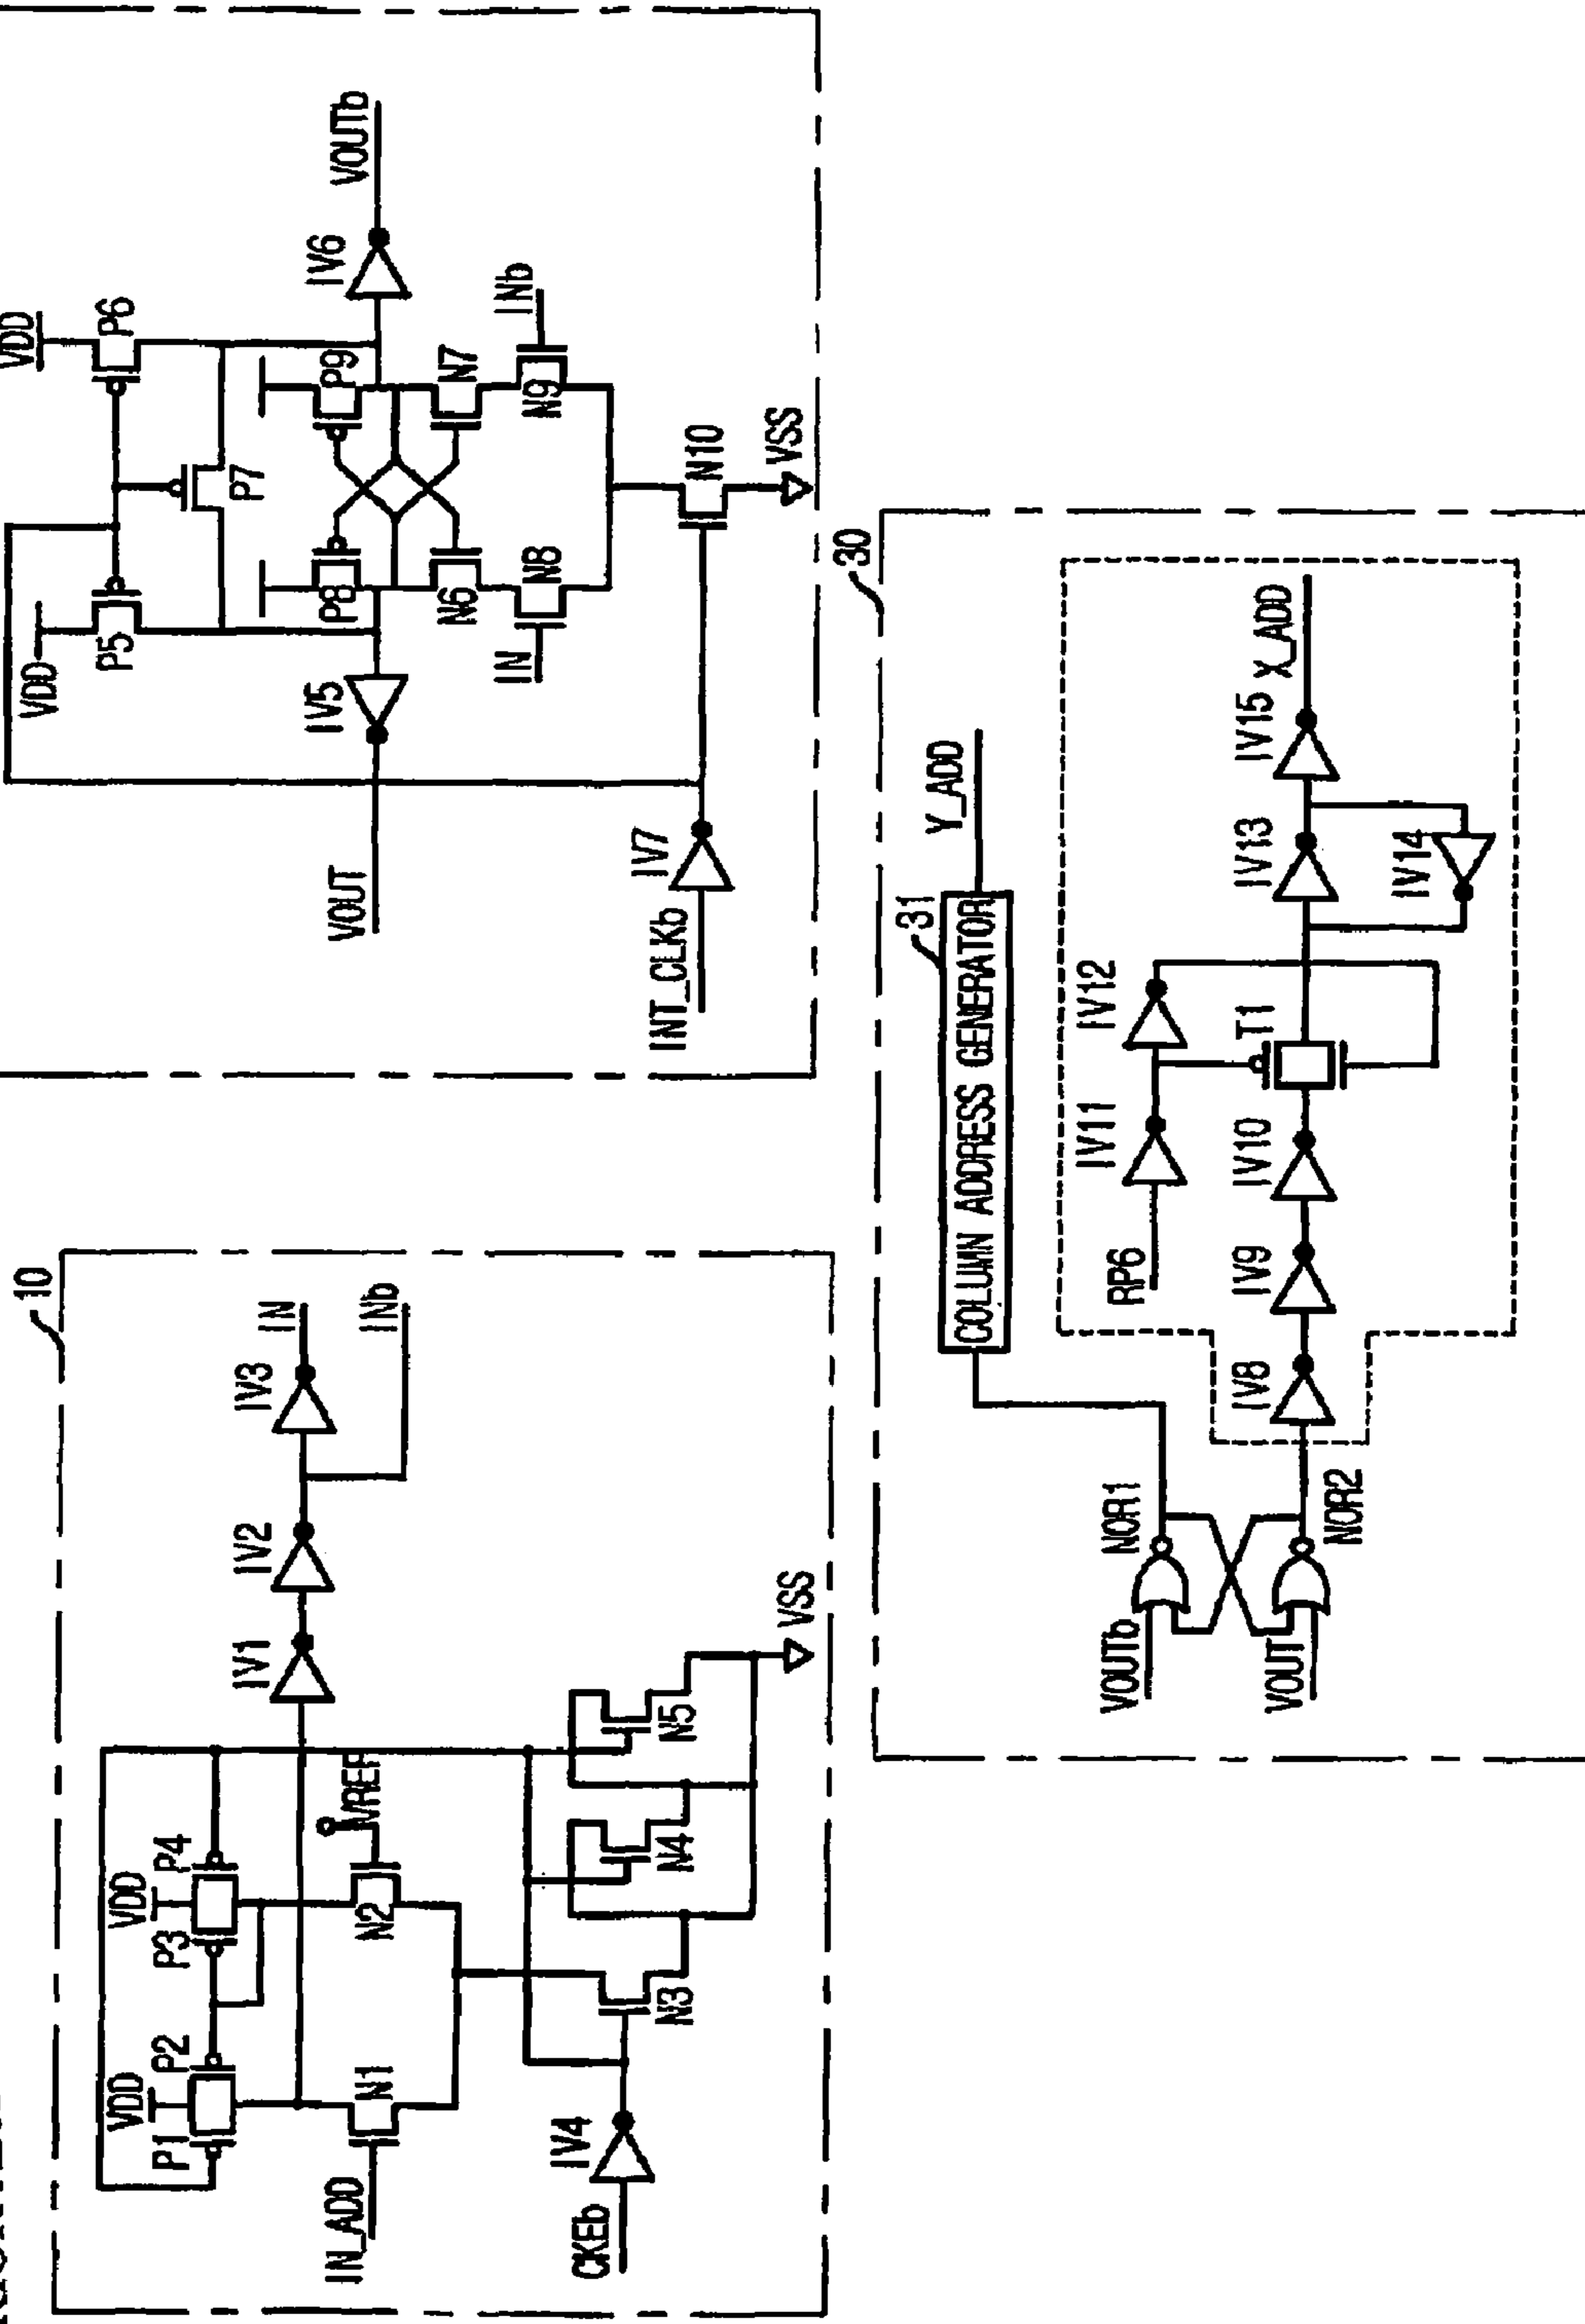 10
VDD
VDD
P1
P2
P3
P4
IN_ADD
N1
N2
VREF
IV1
IV2
IV3
IN
INb
CKEb
IV4
N3
N4
N5
VSS
VDD
VDD
P5
P6
P7
VOUT
IV5
P8
P9
IV6
VOUTb
N6
N7
IN
N8
N9
INb
INT_CLKb
IV7
N10
VSS
30
31
COLUMN ADDRESS GENERATOR
Y_ADD
VOUTb
NOR1
VOUT
NOR2
RP6
IV11
IV12
IV8
IV9
IV10
T1
IV13
IV14
IV15
X_ADD